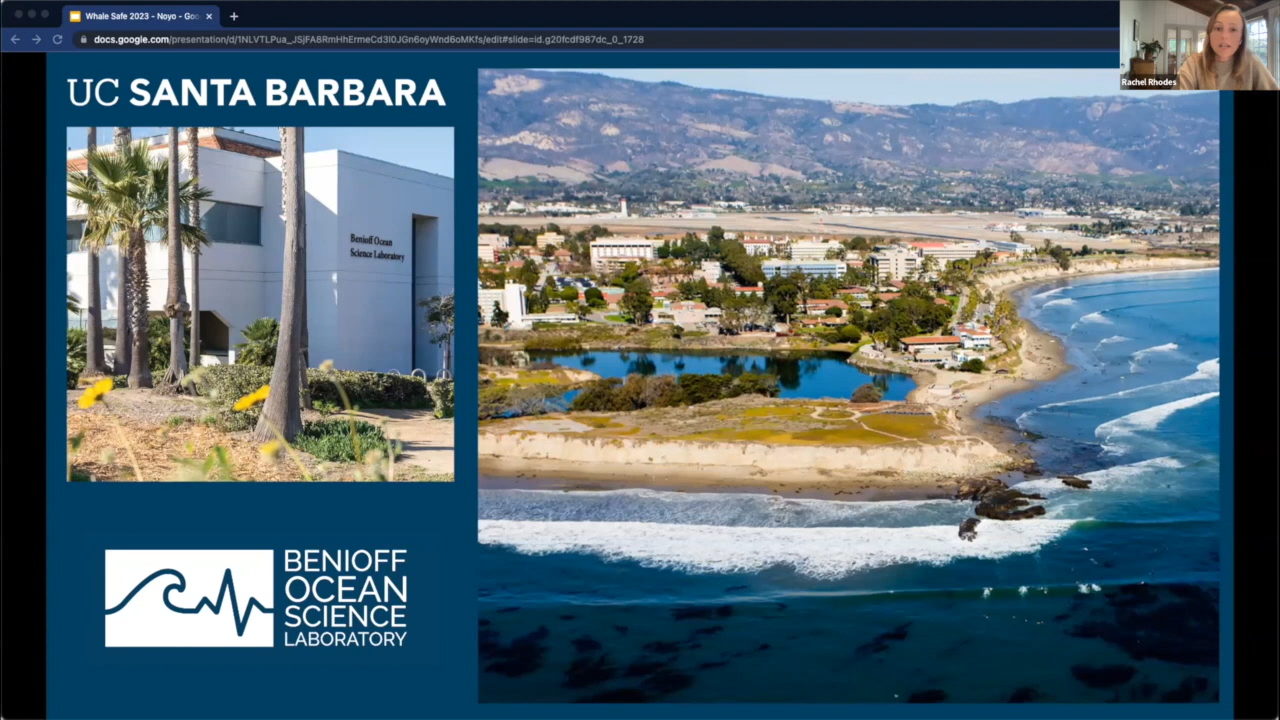 Whale Safe 2023 - Noyo - Goo
docs.google.com/presentation/d/1NLVTLPua_JSjFA8RmHhErmeCd3l0JGn6oyWnd6oMKfs/edit#slide=id.g20fcdf987dc_0_1728
Rachel Rhodes
UC SANTA BARBARA
Benioff Ocean
Science Laboratory
BENIOFF
OCEAN
SCIENCE
LABORATORY